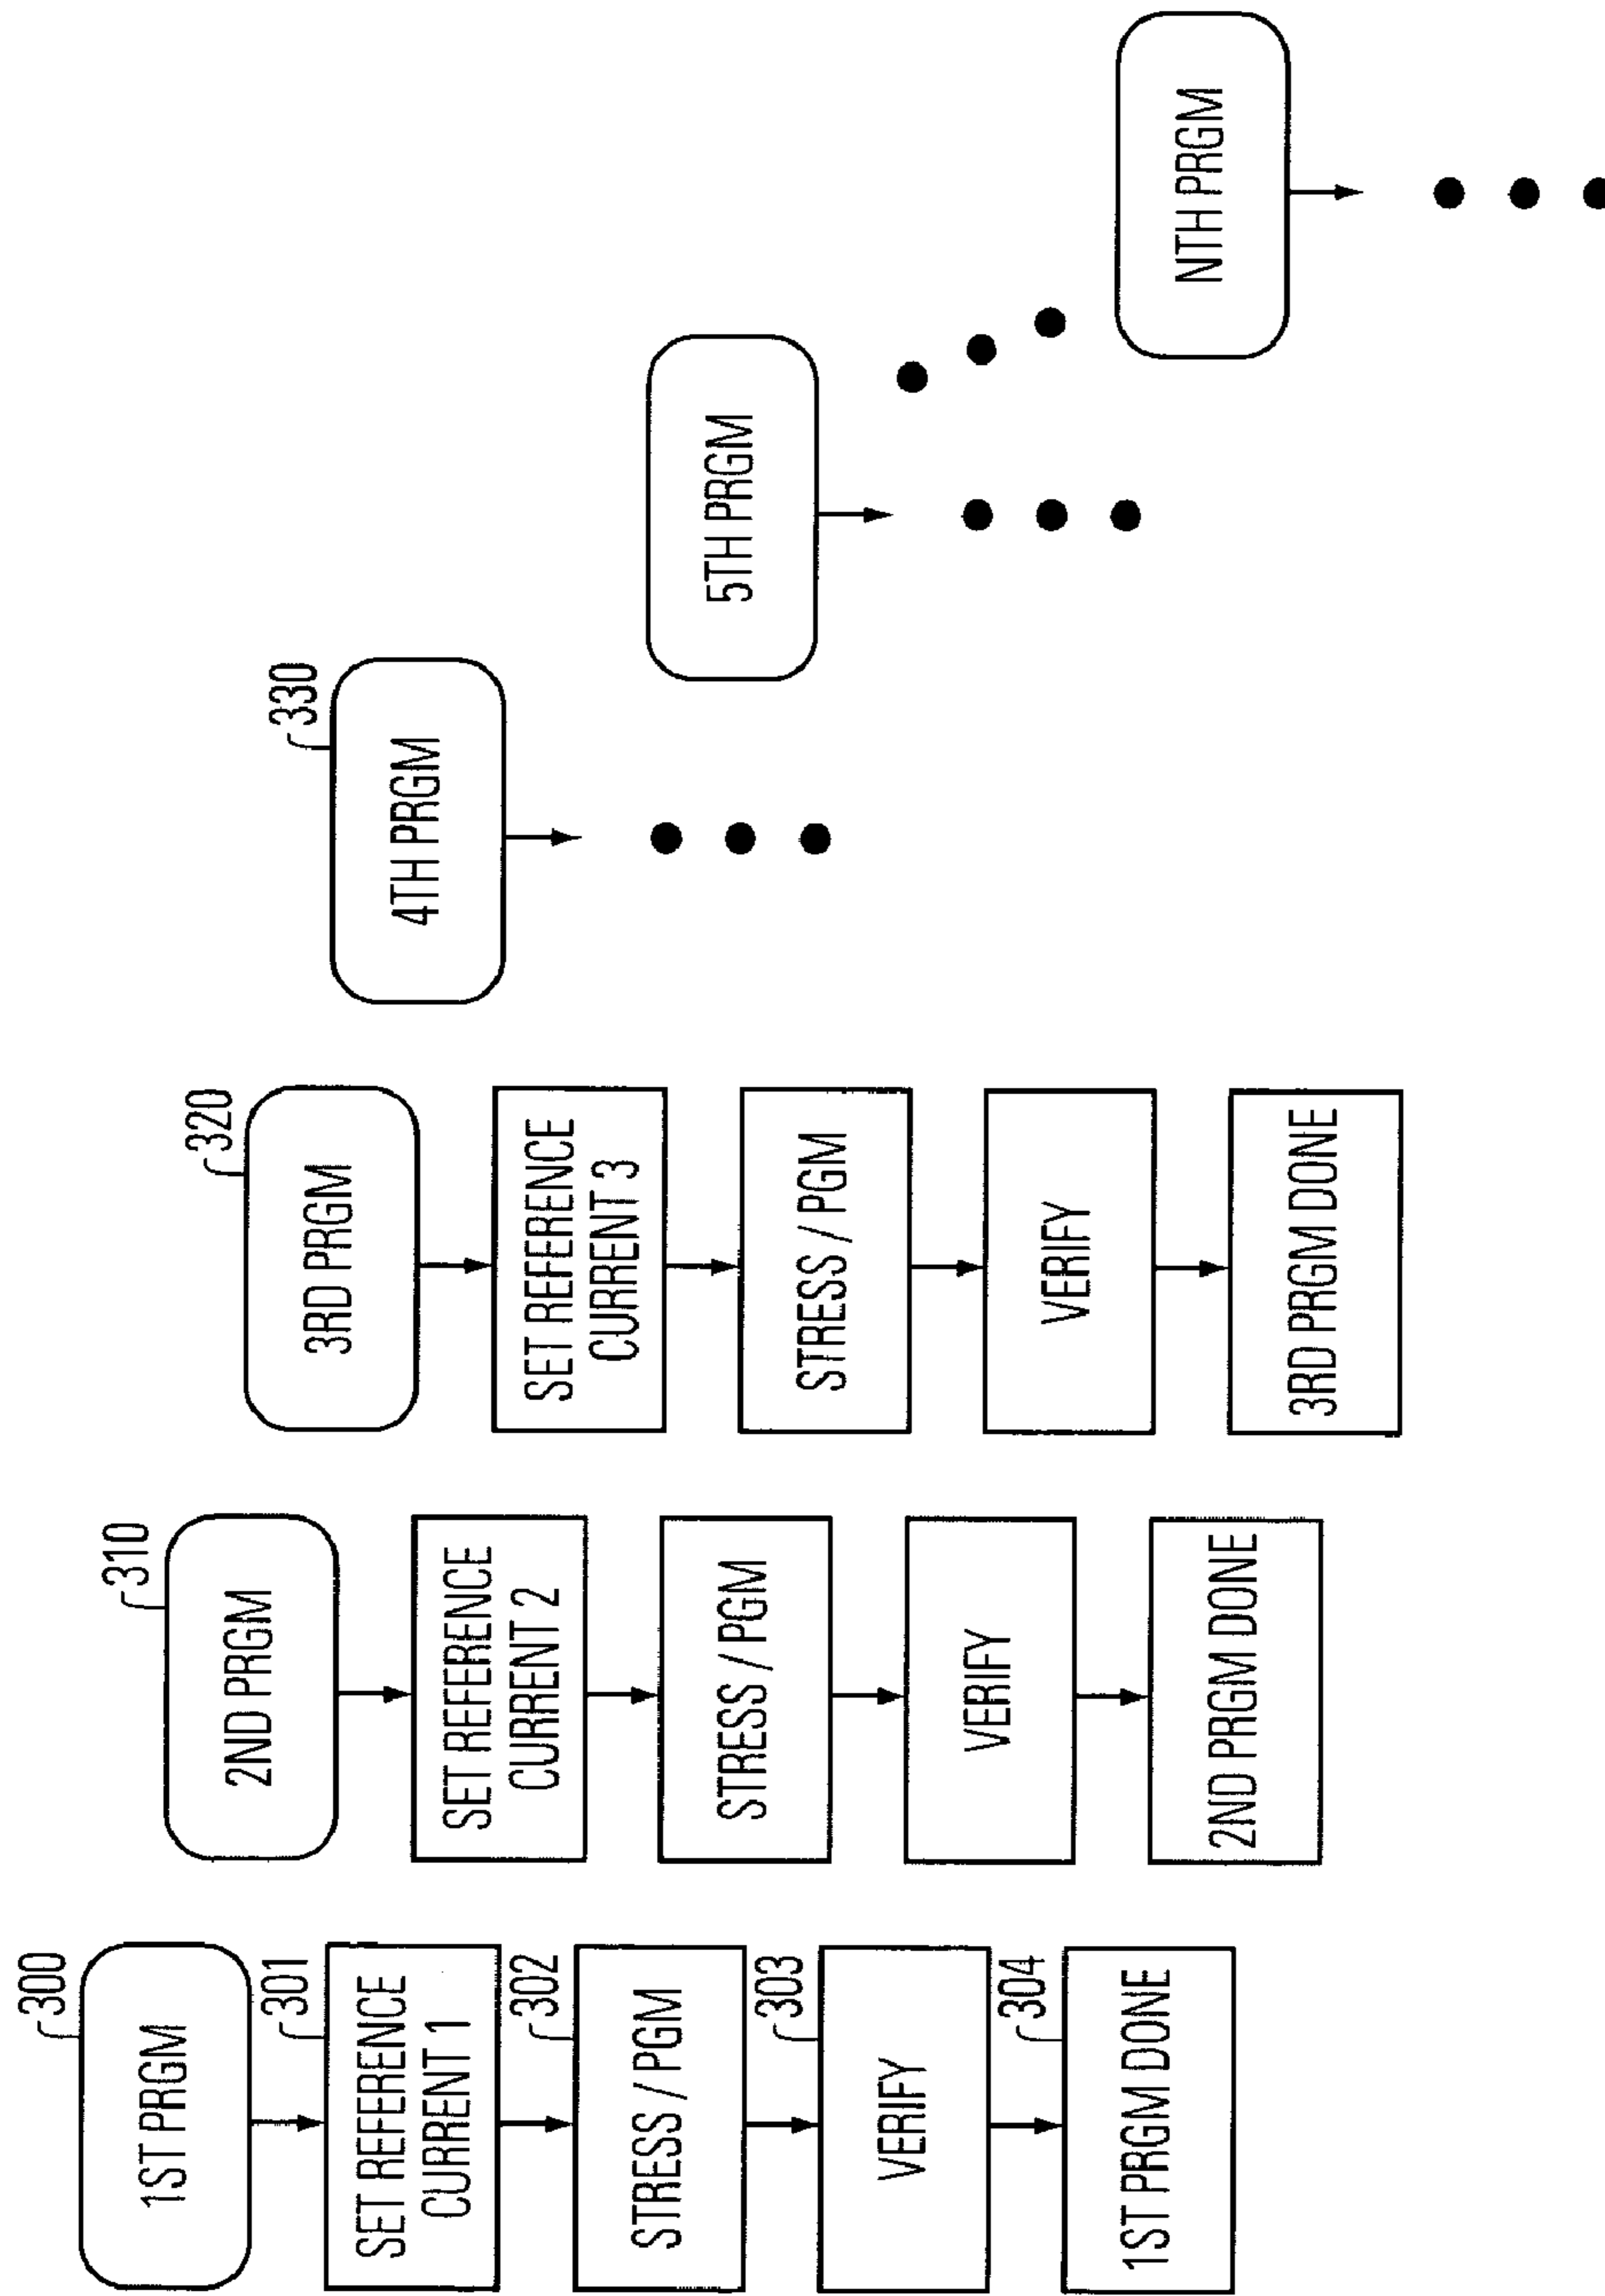 300
1ST PRGM
301
SET REFERENCE
CURRENT 1
302
STRESS / PGM
303
VERIFY
304
1ST PRGM DONE
310
2ND PRGM
SET REFERENCE
CURRENT 2
STRESS / PGM
VERIFY
2ND PRGM DONE
320
3RD PRGM
SET REFERENCE
CURRENT 3
STRESS / PGM
VERIFY
3RD PRGM DONE
330
4TH PRGM
5TH PRGM
NTH PRGM